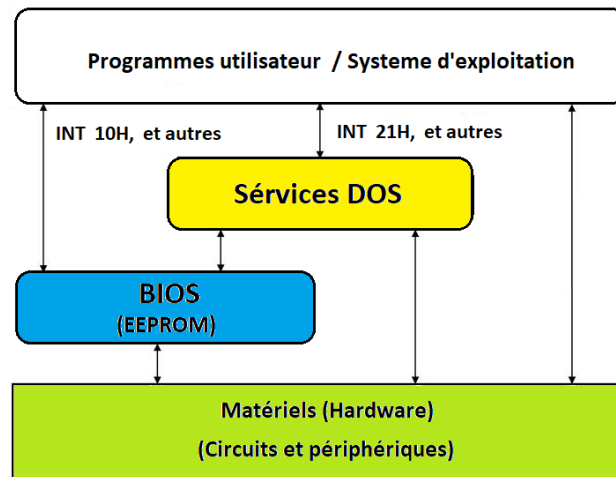 Programmes utilisateur / Systeme d'exploitation
INT 10H, et autres
INT 21H, et autres
Sérvices DOS
BIOS
(EEPROM)
Matériels (Hardware)
(Circuits et périphériques)